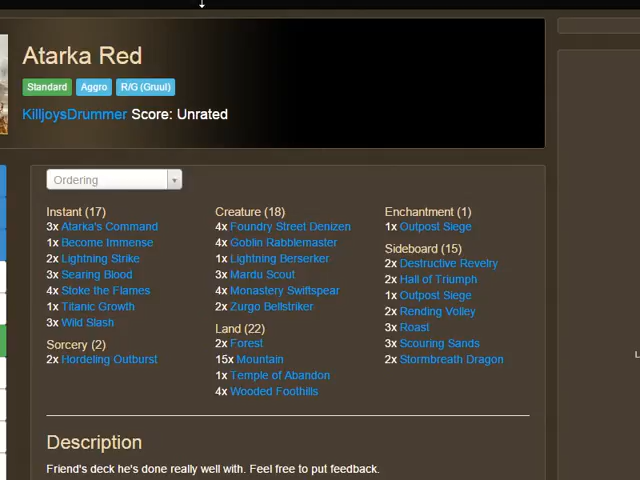 Atarka Red
Standard Aggro R/G (Gruul)
KilljoysDrummer Score: Unrated
Ordering
Instant (17)
3x Atarka's Command
1x Become Immense
2x Lightning Strike
3x Searing Blood
4x Stoke the Flames
1x Titanic Growth
3x Wild Slash
Sorcery (2)
2x Hordeling Outburst
Creature (18)
4x Foundry Street Denizen
4x Goblin Rabblemaster
1x Lightning Berserker
3x Mardu Scout
4x Monastery Swiftspear
2x Zurgo Bellstriker
Land (22)
2x Forest
15x Mountain
1x Temple of Abandon
4x Wooded Foothills
Enchantment (1)
1x Outpost Siege
Sideboard (15)
2x Destructive Revelry
2x Hall of Triumph
1x Outpost Siege
2x Rending Volley
3x Roast
3x Scouring Sands
2x Stormbreath Dragon
Description
Friend's deck he's done really well with. Feel free to put feedback.